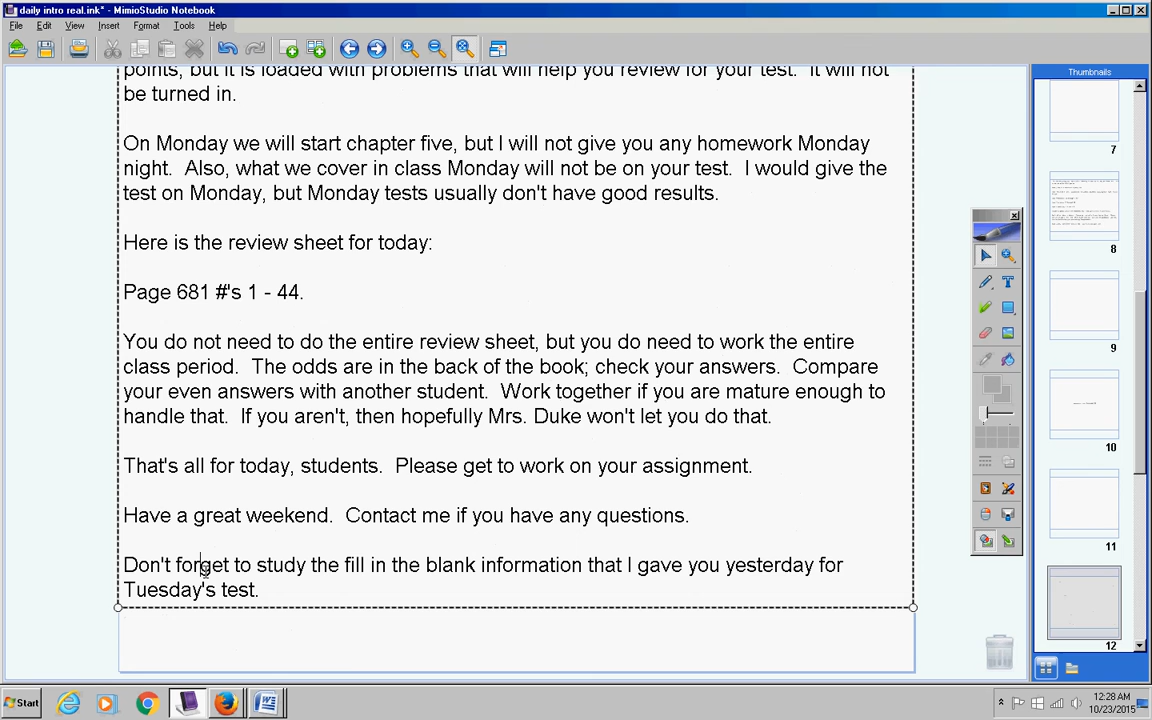 daily intro real.ink* - MimioStudio Notebook
File Edit View Insert Format Tools Help
points, but it is loaded with problems that will help you review for your test. It will not
be turned in.
On Monday we will start chapter five, but I will not give you any homework Monday
night. Also, what we cover in class Monday will not be on your test. I would give the
test on Monday, but Monday tests usually don't have good results.
Here is the review sheet for today:
Page 681 #'s 1 - 44.
You do not need to do the entire review sheet, but you do need to work the entire
class period. The odds are in the back of the book; check your answers. Compare
your even answers with another student. Work together if you are mature enough to
handle that. If you aren't, then hopefully Mrs. Duke won't let you do that.
That's all for today, students. Please get to work on your assignment.
Have a great weekend. Contact me if you have any questions.
Don't forget to study the fill in the blank information that I gave you yesterday for
Tuesday's test.
Thumbnails
7
8
9
10
11
12
Start
12:28 AM
10/23/2015